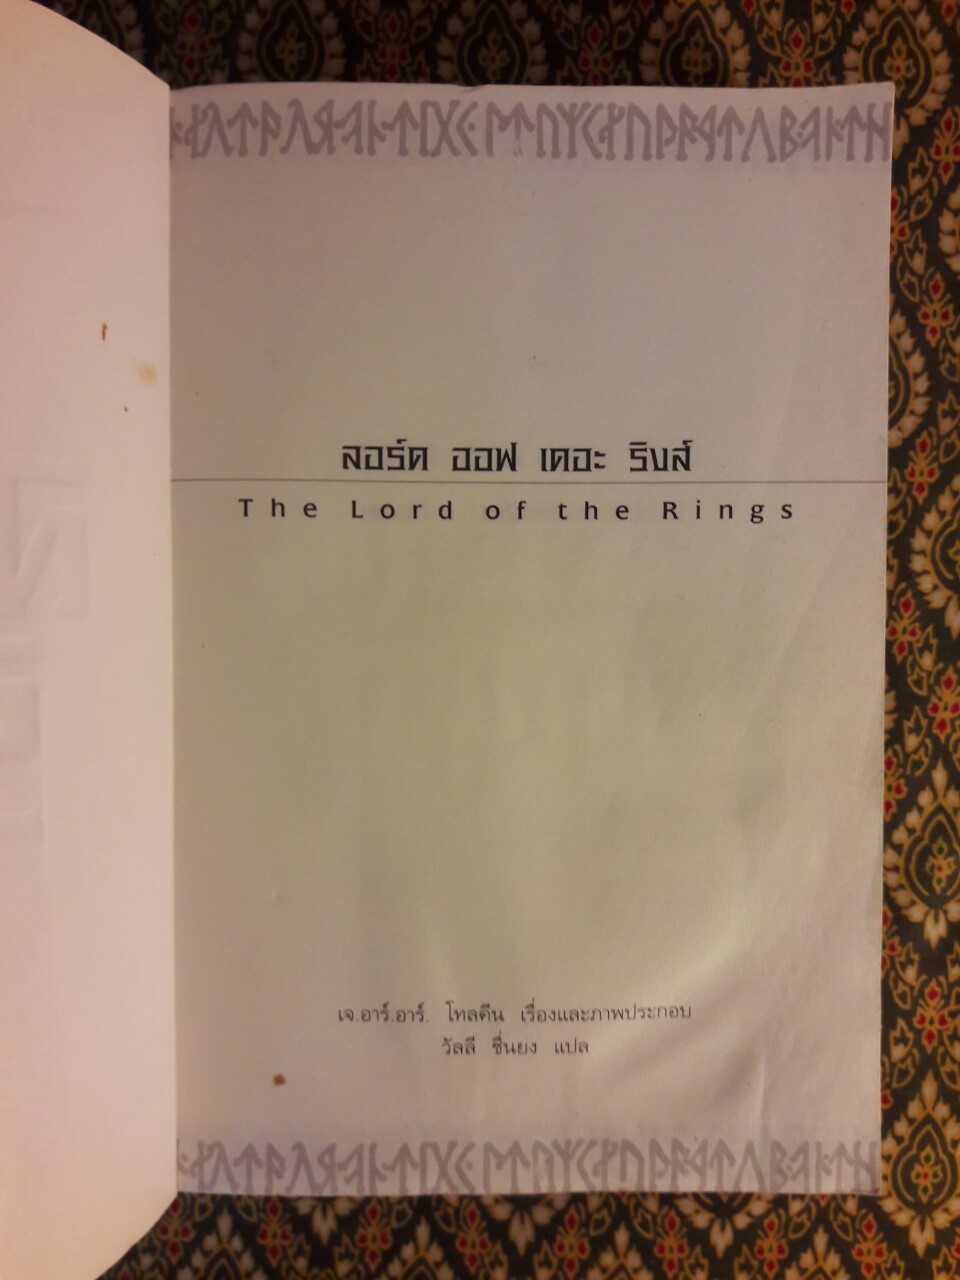 ลอร์ด ออฟ เดอะ ริงส์
The Lord of the Rings
เจ.อาร์.อาร์. โทลคีน เรื่องและภาพประกอบ
วัลลี ชื่นยง แปล